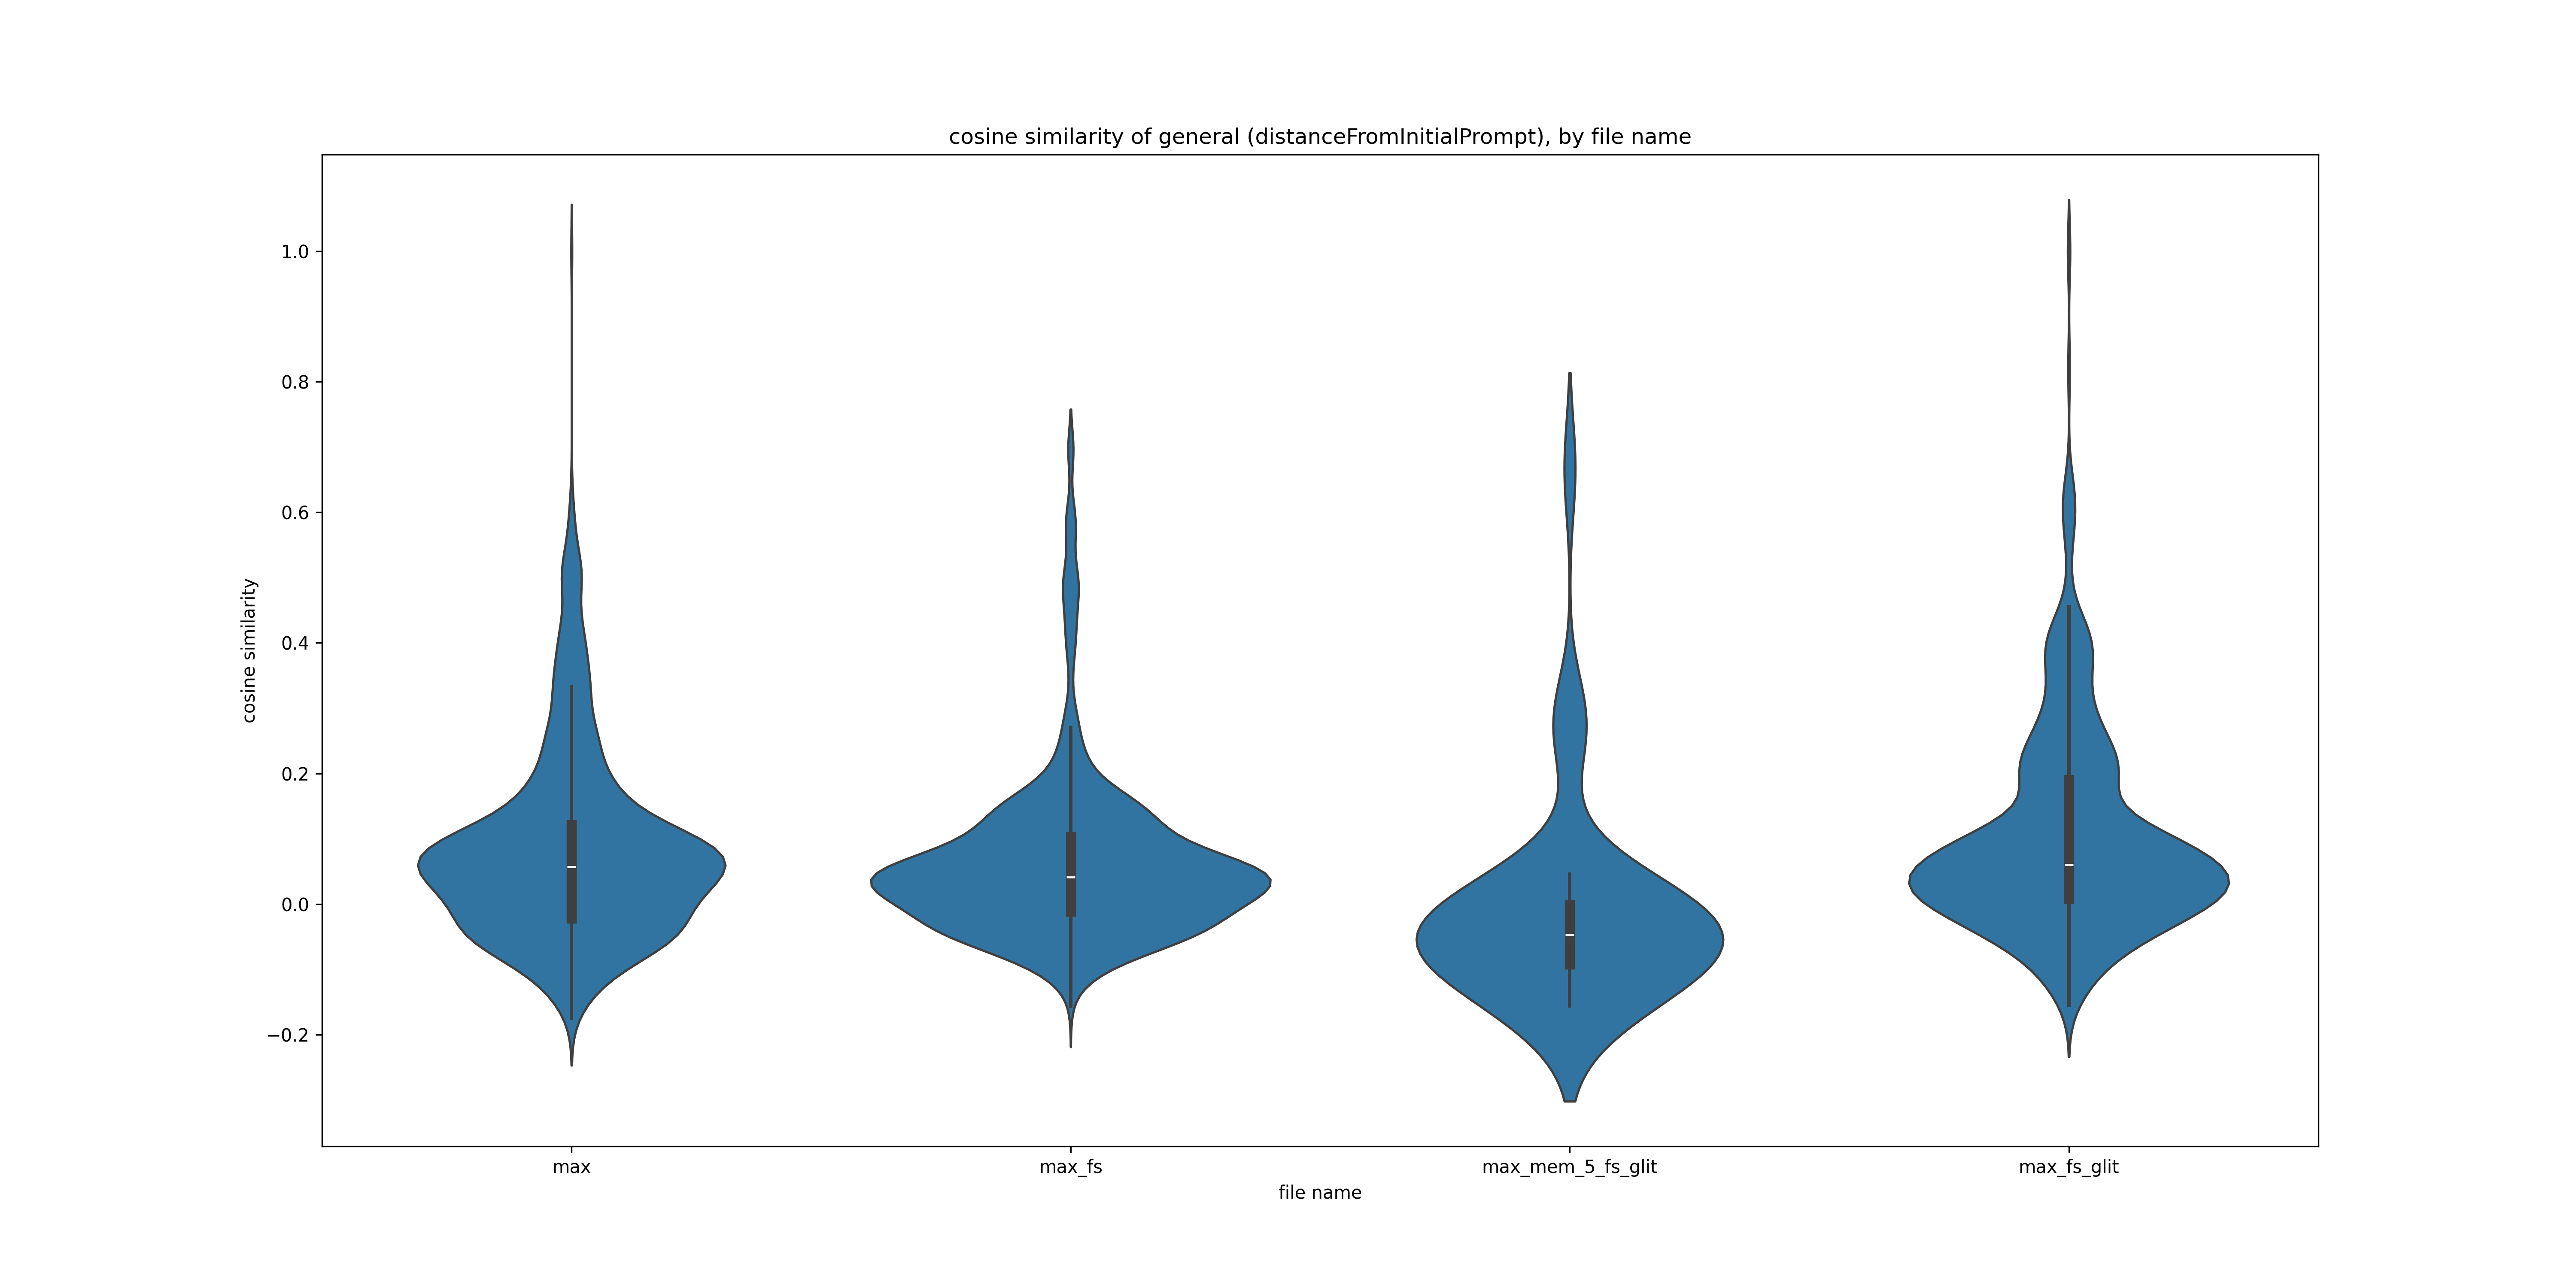 cosine similarity of general (distanceFromInitialPrompt), by file name
cosine similarity
1.0
0.8
0.6
0.4
0.2
0.0
−0.2
max
max_fs
max_mem_5_fs_glit
max_fs_glit
file name